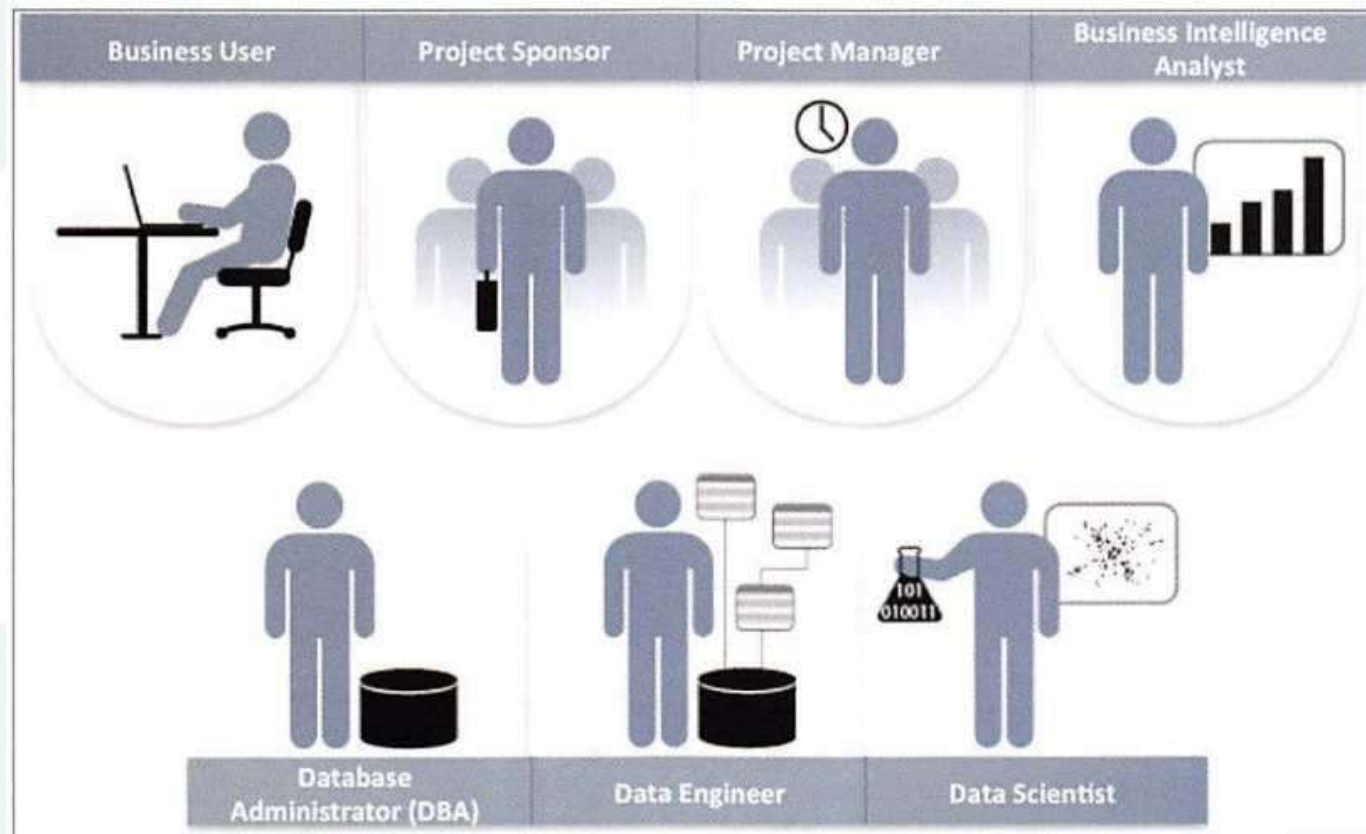 Business User
Project Sponsor
Project Manager
Business Intelligence
Analyst
101
010011
Database
Administrator (DBA)
Data Engineer
Data Scientist